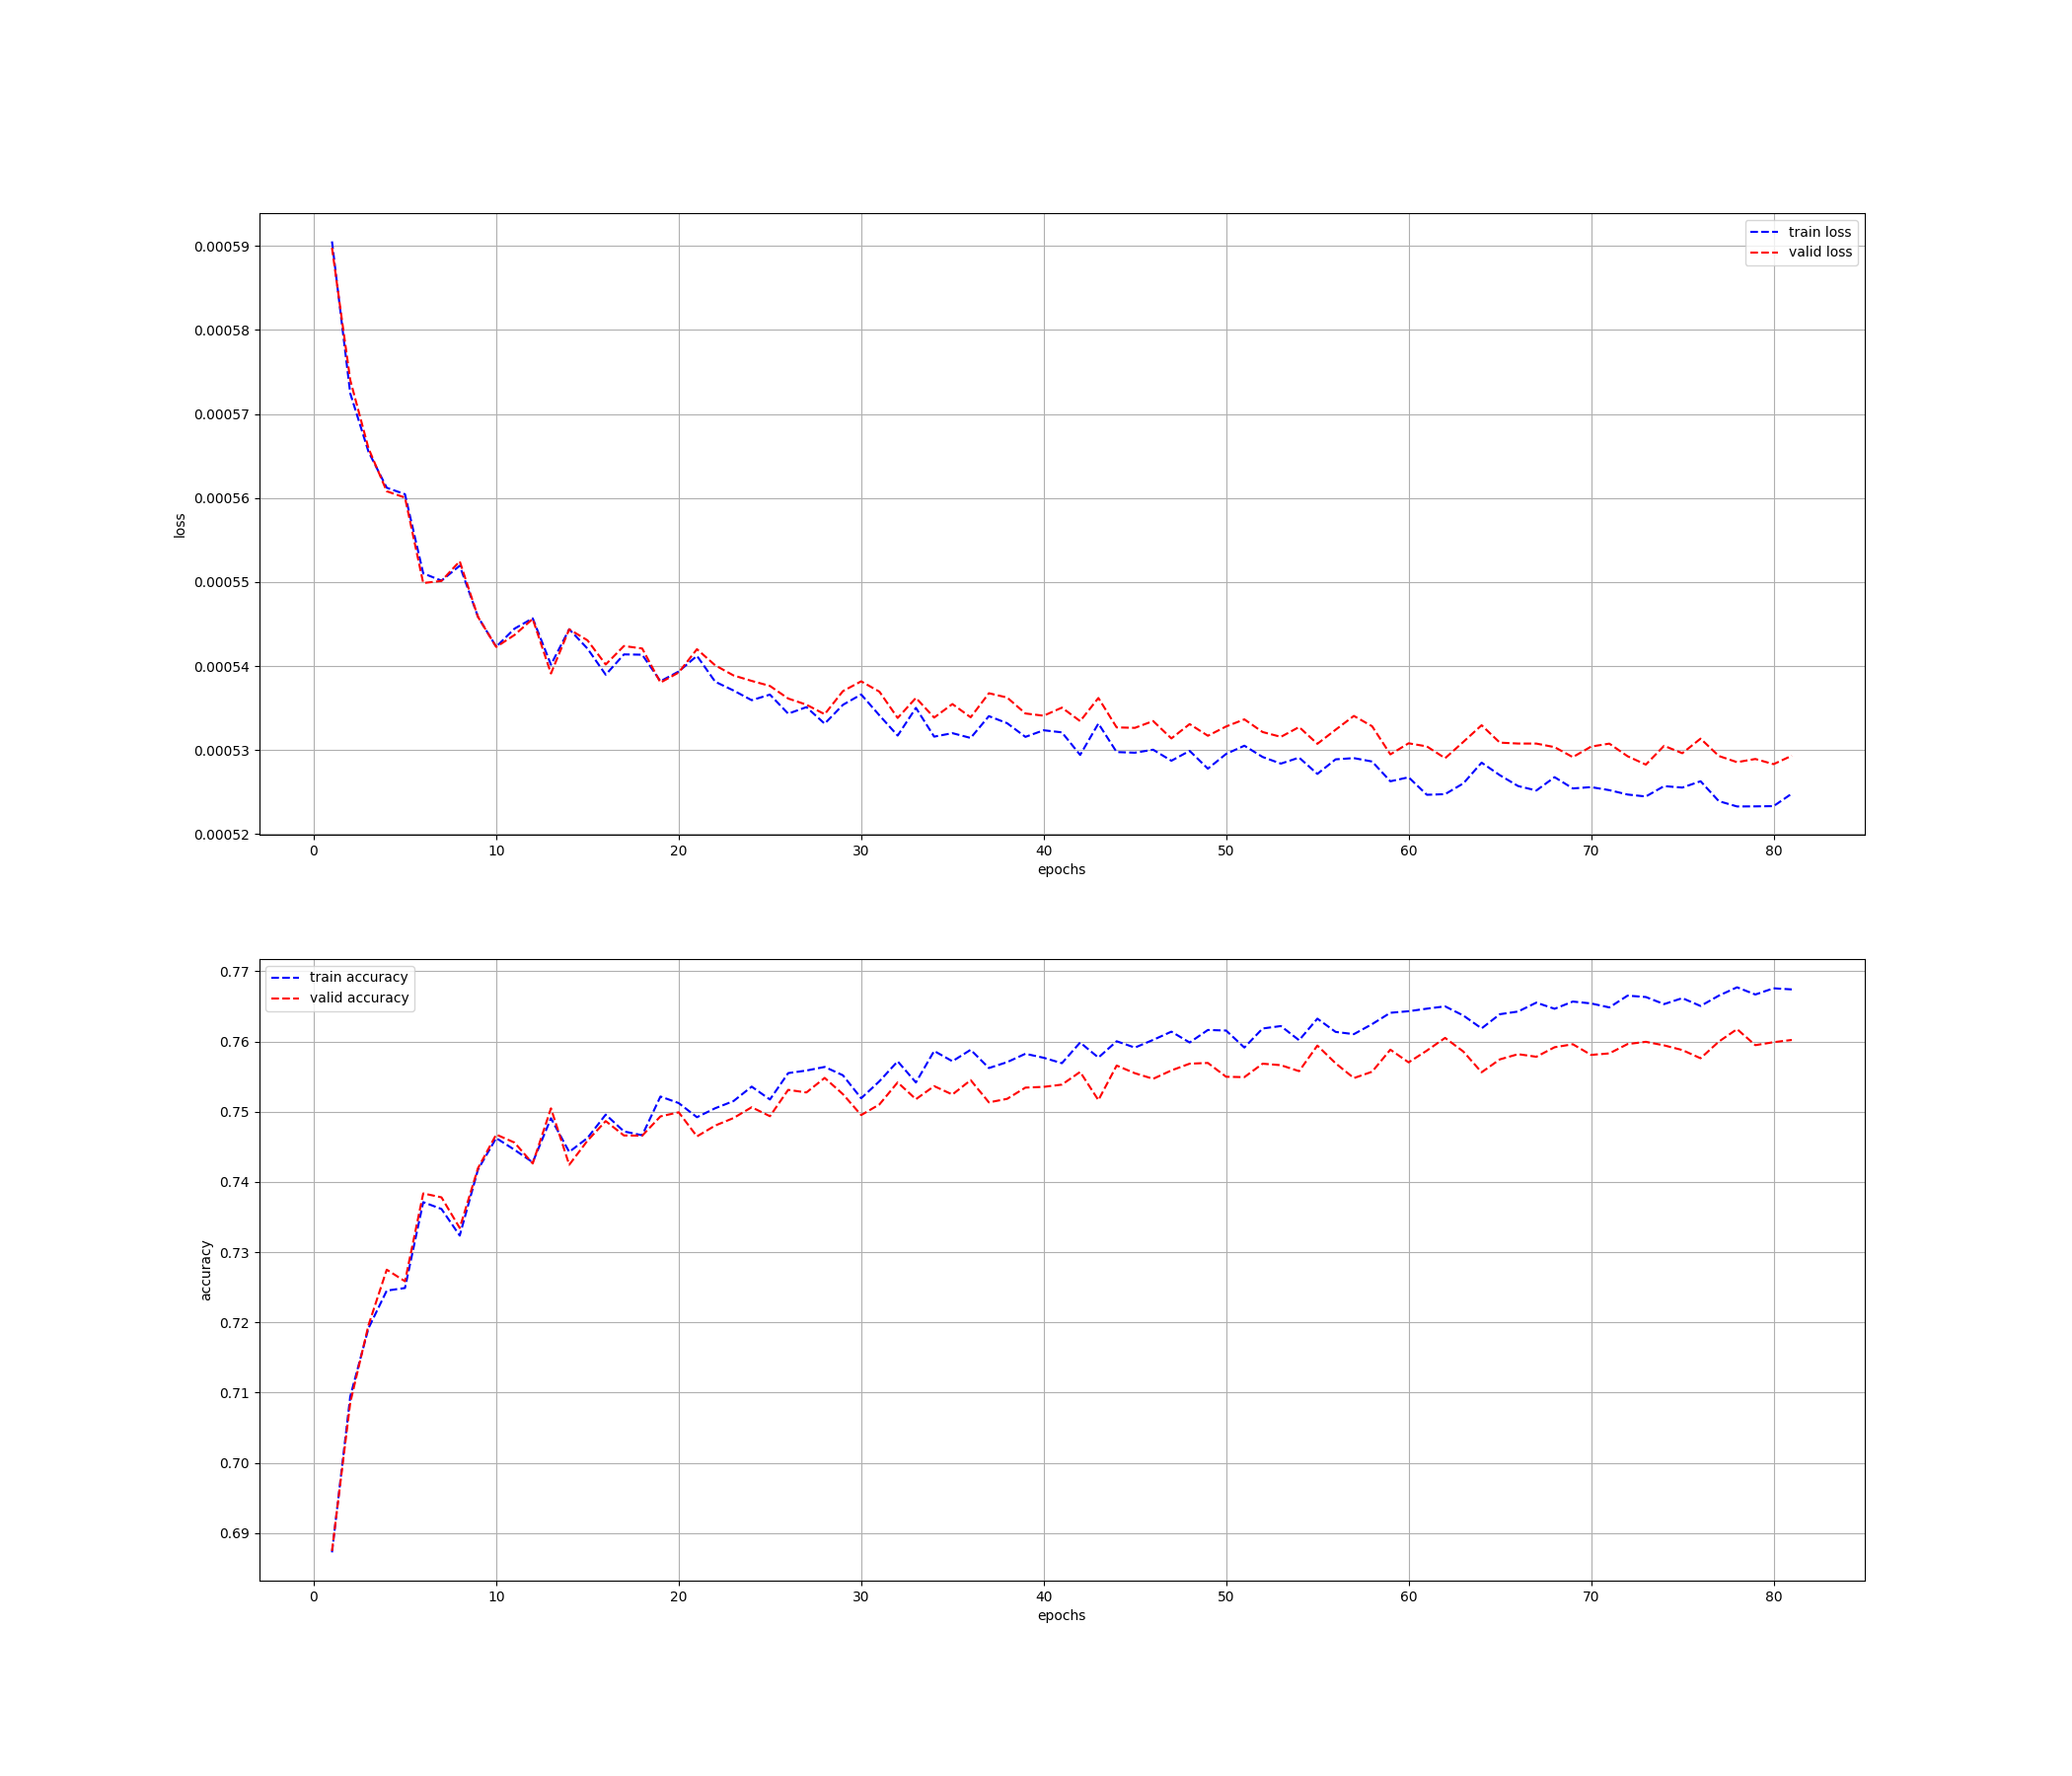 train loss
valid loss
0.00059
0.00058
0.00057
0.00056
0.00055
0.00054
0.00053
0.00052
loss
0 10 20 30 40 50 60 70 80
epochs
train accuracy
valid accuracy
0.77
0.76
0.75
0.74
0.73
0.72
0.71
0.70
0.69
accuracy
0 10 20 30 40 50 60 70 80
epochs